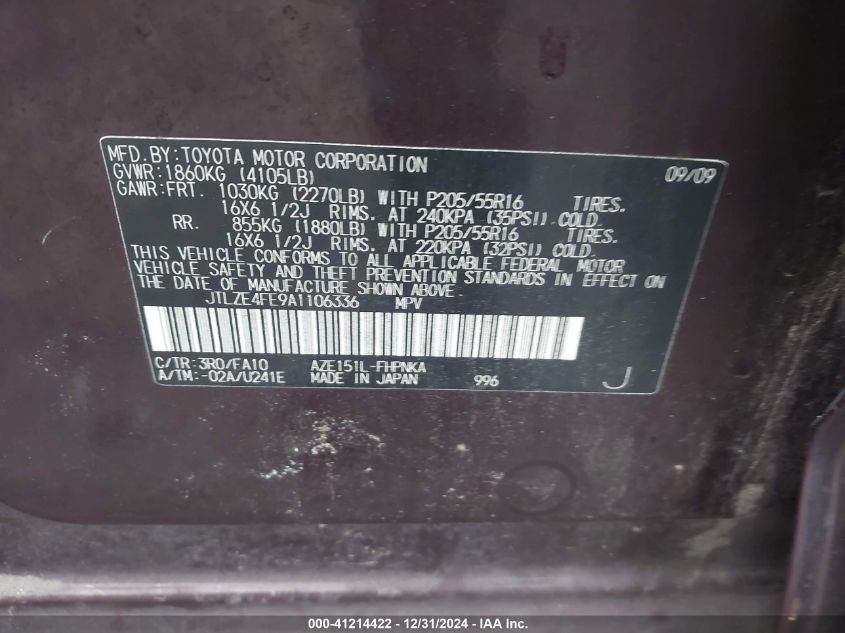 MFD. BY: TOYOTA MOTOR CORPORATION 09/09
GVWR: 1860KG (4105LB)
GAWR: FRT. 1030KG (2270LB) WITH P205/55R16 TIRES.
16X6 1/2J RIMS. AT 240KPA (35PSI) COLD.
RR. 855KG (1880LB) WITH P205/55R16 TIRES.
16X6 1/2J RIMS. AT 220KPA (32PSI) COLD.
THIS VEHICLE CONFORMS TO ALL APPLICABLE FEDERAL MOTOR
VEHICLE SAFETY AND THEFT PREVENTION STANDARDS IN EFFECT ON
THE DATE OF MANUFACTURE SHOWN ABOVE.
JTLZE4FE9A1106336 MPV
C/TR: 3R0/FA10 AZE151L-FHPNKA
A/TM: -02A/U241E MADE IN JAPAN 996 J
000-41214422 - 12/31/2024 - IAA Inc.